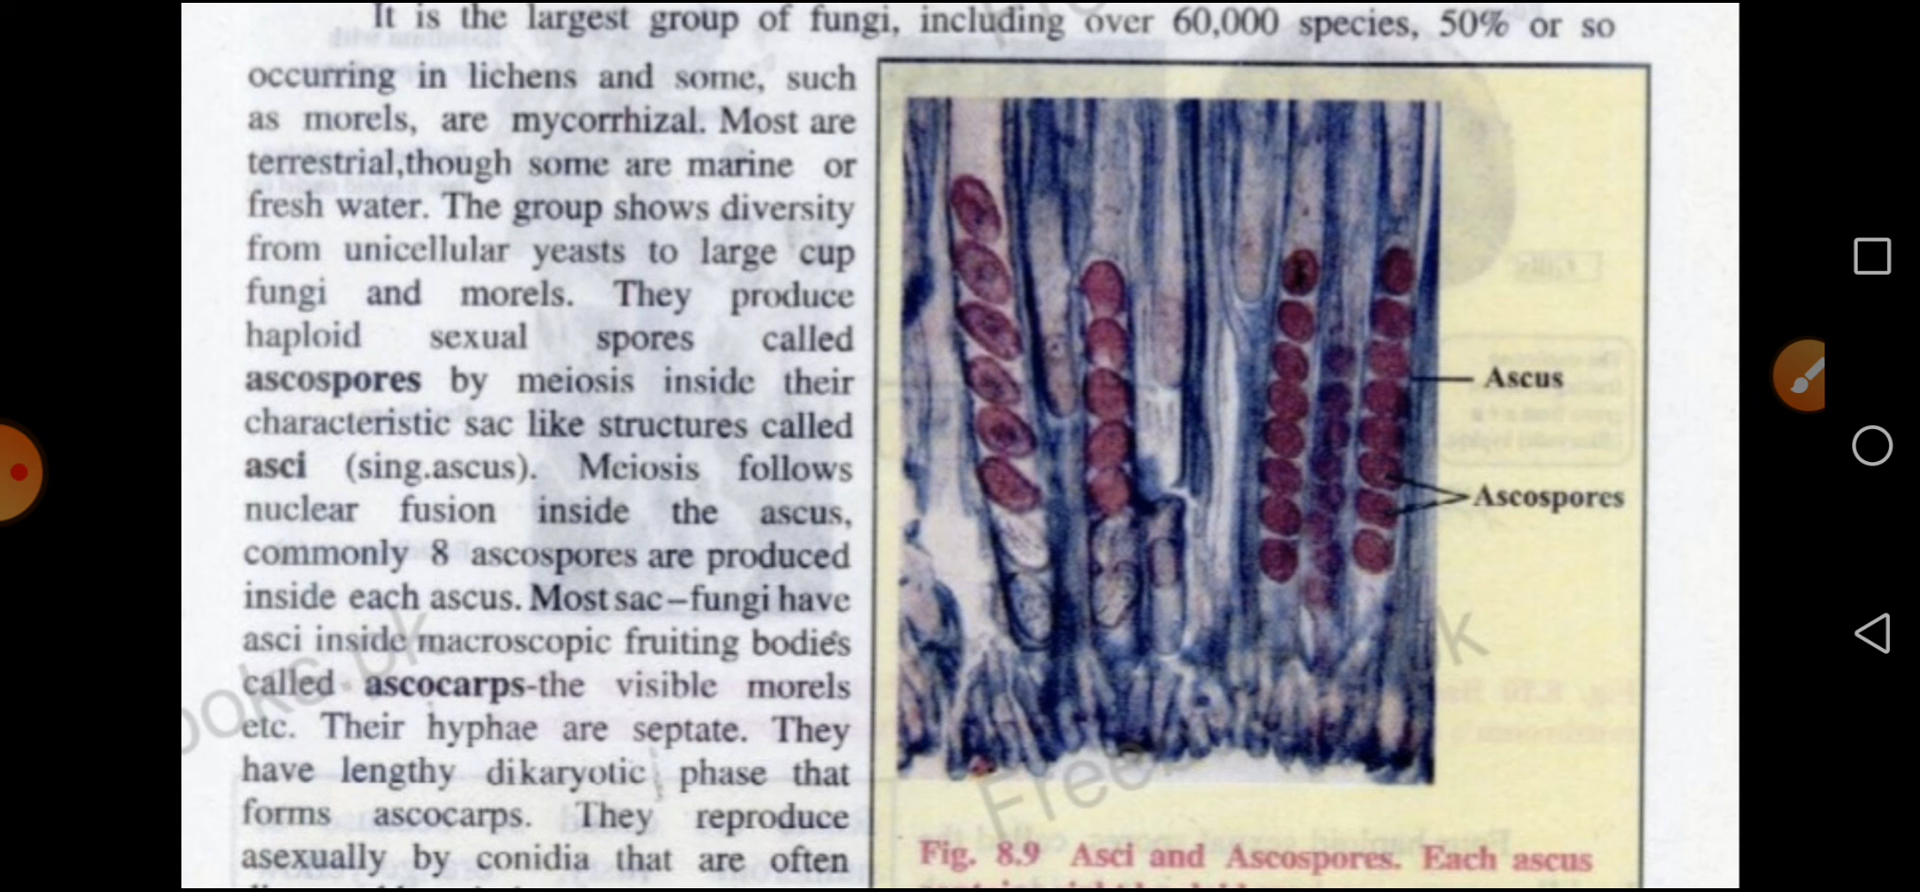 It is the largest group of fungi, including over 60,000 species, 50% or so
occurring in lichens and some, such
as morels, are mycorrhizal. Most are
terrestrial,though some are marine or
fresh water. The group shows diversity
from unicellular yeasts to large cup
fungi and morels. They produce
haploid sexual spores called
ascospores by meiosis inside their
characteristic sac like structures called
asci (sing.ascus). Meiosis follows
nuclear fusion inside the ascus,
commonly 8 ascospores are produced
inside each ascus. Most sac–fungi have
asci inside macroscopic fruiting bodies
called ascocarps-the visible morels
etc. Their hyphae are septate. They
have lengthy dikaryotic phase that
forms ascocarps. They reproduce
asexually by conidia that are often
Ascus
Ascospores
Fig. 8.9 Asci and Ascospores. Each ascus